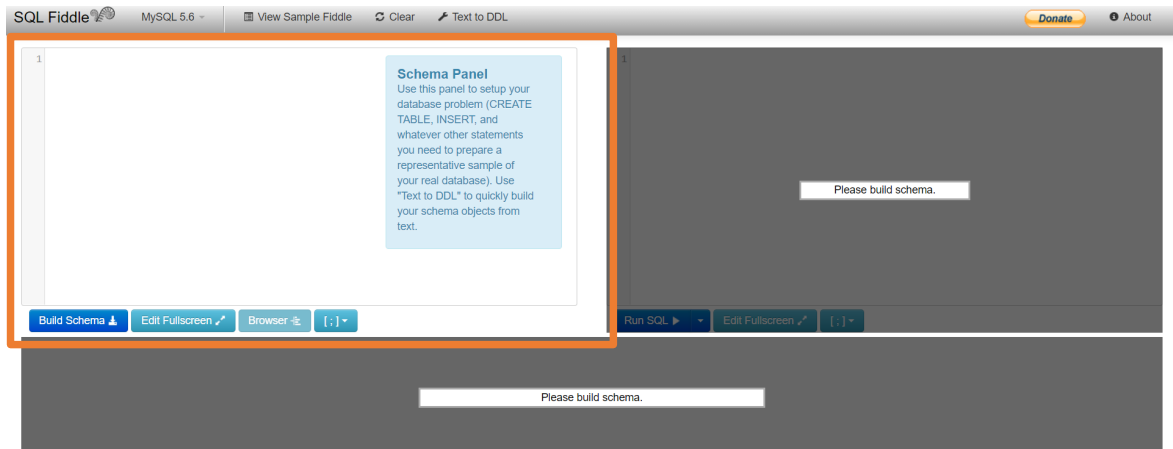 SQL Fiddle MySQL 5.6 View Sample Fiddle Clear Text to DDL Donate About
1
Schema Panel
Use this panel to setup your
database problem (CREATE
TABLE, INSERT, and
whatever other statements
you need to prepare a
representative sample of
your real database). Use
"Text to DDL" to quickly build
your schema objects from
text.
Build Schema Edit Fullscreen Browser [ ; ]
1
Please build schema.
Run SQL Edit Fullscreen [ ; ]
Please build schema.